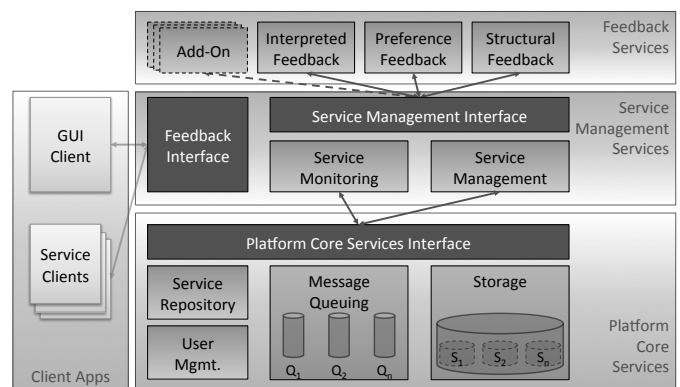 Feedback
Services
Add-On
Interpreted
Feedback
Preference
Feedback
Structural
Feedback
Service
Management
Services
Service Management Interface
Feedback
Interface
Service
Monitoring
Service
Management
GUI
Client
Service
Clients
Client Apps
Platform Core Services Interface
Service
Repository
User
Mgmt.
Message
Queuing
Q1
Q2
Qn
Storage
S1
S2
Sn
Platform
Core
Services